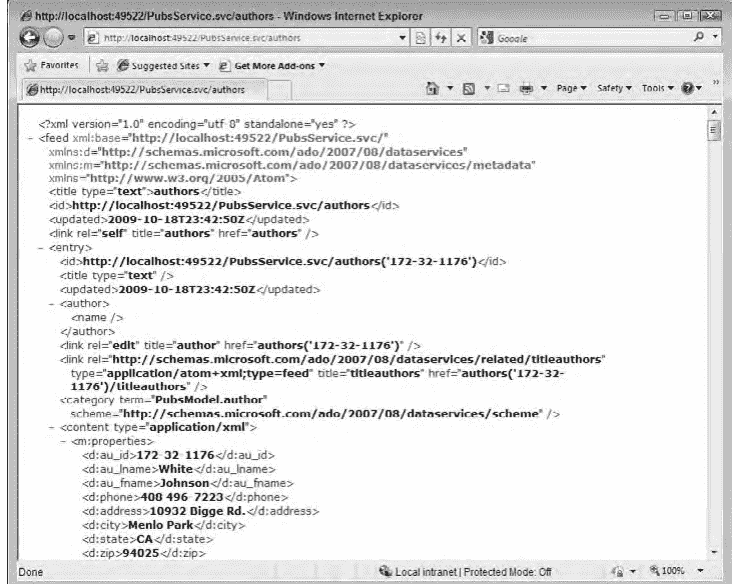 http://localhost:49522/PubsService.svc/authors - Windows Internet Explorer
http://localhost:49522/PubsService.svc/authors
Google
Favorites
Suggested Sites
Get More Add-ons
http://localhost:49522/PubsService.svc/authors
Page
Safety
Tools
<?xml version="1.0" encoding="utf-8" standalone="yes" ?>
- <feed xml:base="http://localhost:49522/PubsService.svc/"
xmlns:d="http://schemas.microsoft.com/ado/2007/08/dataservices"
xmlns:m="http://schemas.microsoft.com/ado/2007/08/dataservices/metadata"
xmlns="http://www.w3.org/2005/Atom">
<title type="text">authors</title>
<id>http://localhost:49522/PubsService.svc/authors</id>
<updated>2009-10-18T23:42:50Z</updated>
<link rel="self" title="authors" href="authors" />
- <entry>
<id>http://localhost:49522/PubsService.svc/authors('172-32-1176')</id>
<title type="text" />
<updated>2009-10-18T23:42:50Z</updated>
- <author>
<name />
</author>
<link rel="edit" title="author" href="authors('172-32-1176')" />
<link rel="http://schemas.microsoft.com/ado/2007/08/dataservices/related/titleauthors"
type="application/atom+xml;type=feed" title="titleauthors" href="authors('172-32-
1176')/titleauthors" />
<category term="PubsModel.author"
scheme="http://schemas.microsoft.com/ado/2007/08/dataservices/scheme" />
- <content type="application/xml">
- <m:properties>
<d:au_id>172-32-1176</d:au_id>
<d:au_lname>White</d:au_lname>
<d:au_fname>Johnson</d:au_fname>
<d:phone>408 496-7223</d:phone>
<d:address>10932 Bigge Rd.</d:address>
<d:city>Menlo Park</d:city>
<d:state>CA</d:state>
<d:zip>94025</d:zip>
Done
Local intranet | Protected Mode: Off
100%